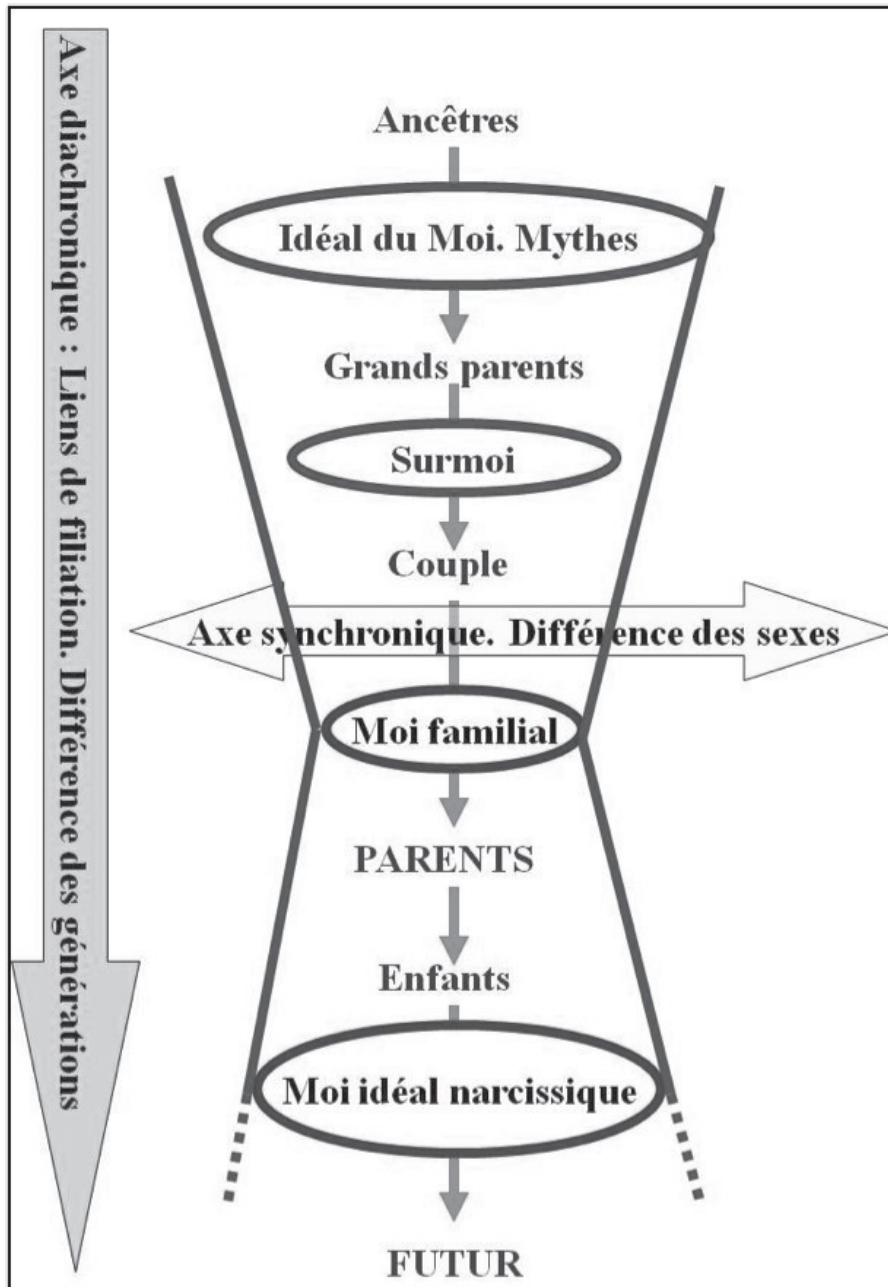 Axe diachronique : Liens de filiation. Différence des générations
Ancêtres
Idéal du Moi. Mythes
Grands parents
Surmoi
Couple
Axe synchronique. Différence des sexes
Moi familial
PARENTS
Enfants
Moi idéal narcissique
FUTUR